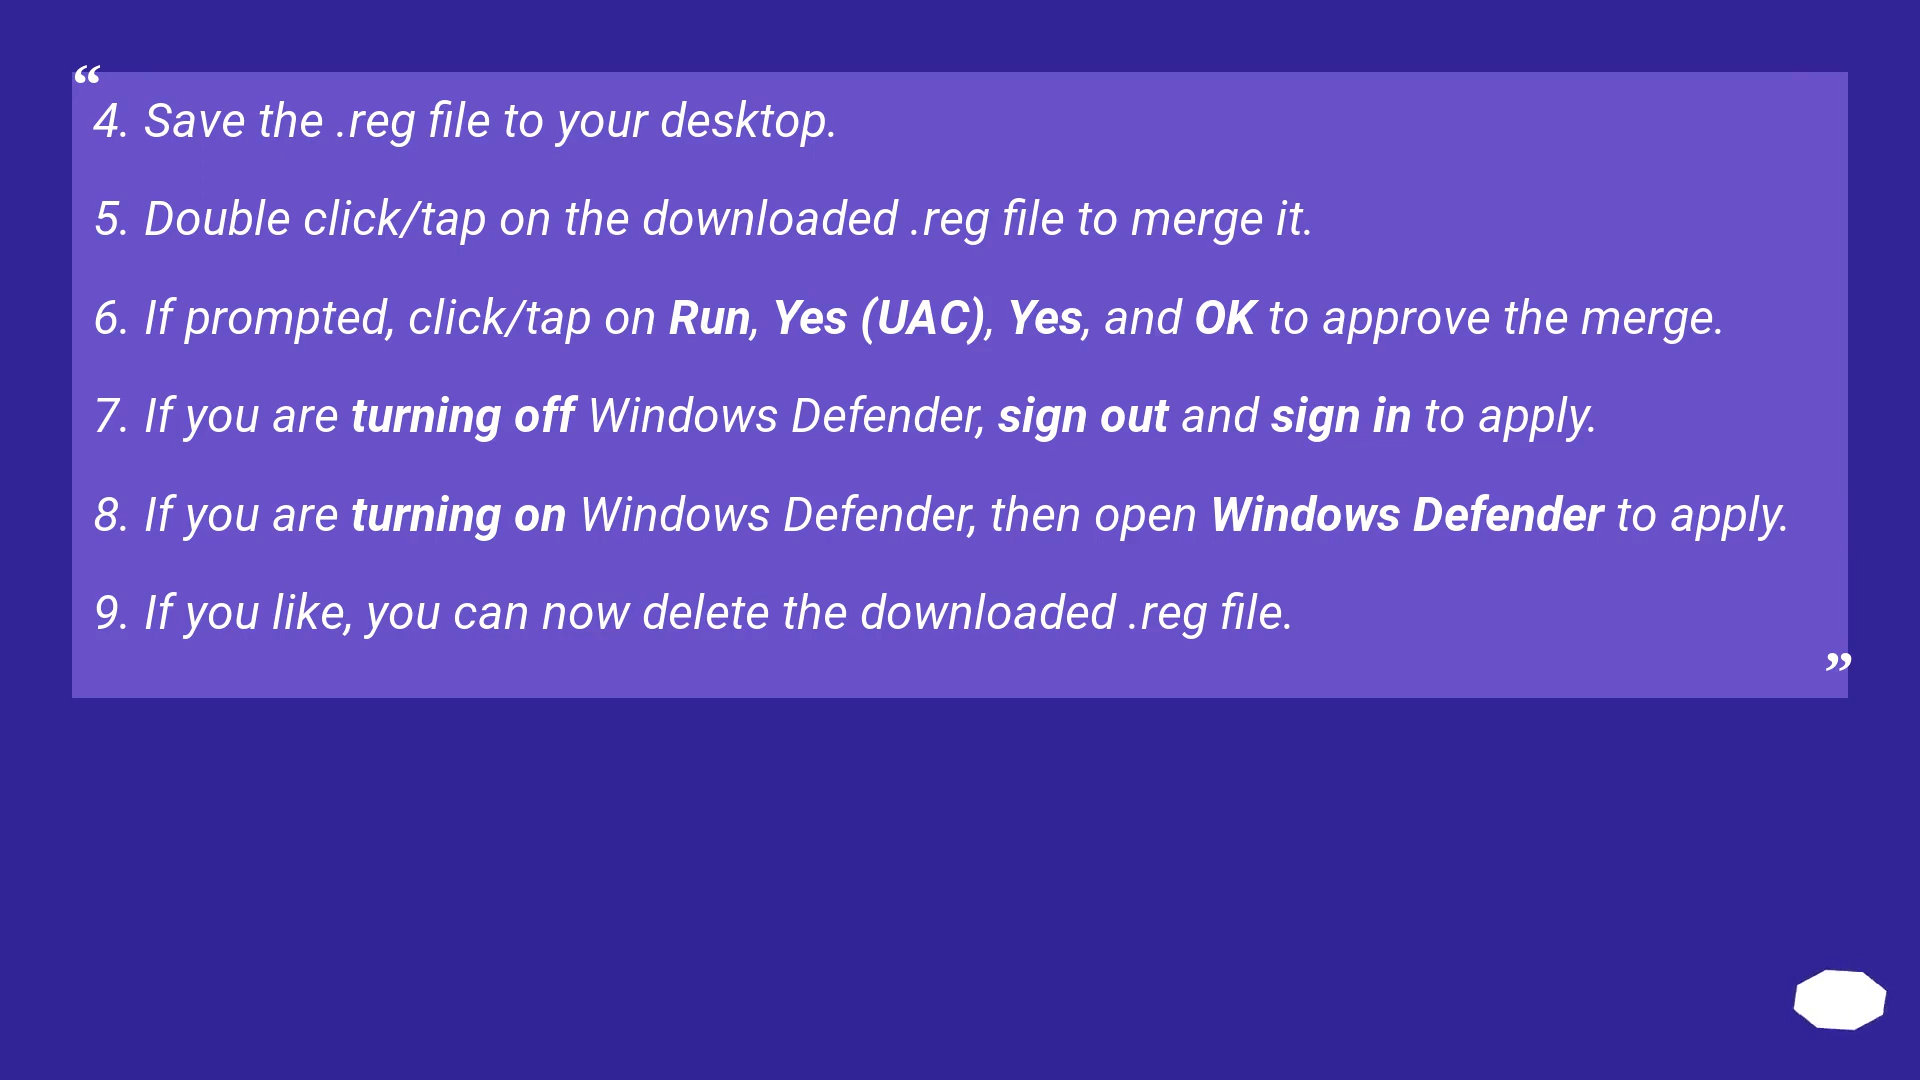 “
4. Save the .reg file to your desktop.
5. Double click/tap on the downloaded .reg file to merge it.
6. If prompted, click/tap on Run, Yes (UAC), Yes, and OK to approve the merge.
7. If you are turning off Windows Defender, sign out and sign in to apply.
8. If you are turning on Windows Defender, then open Windows Defender to apply.
9. If you like, you can now delete the downloaded .reg file.
”